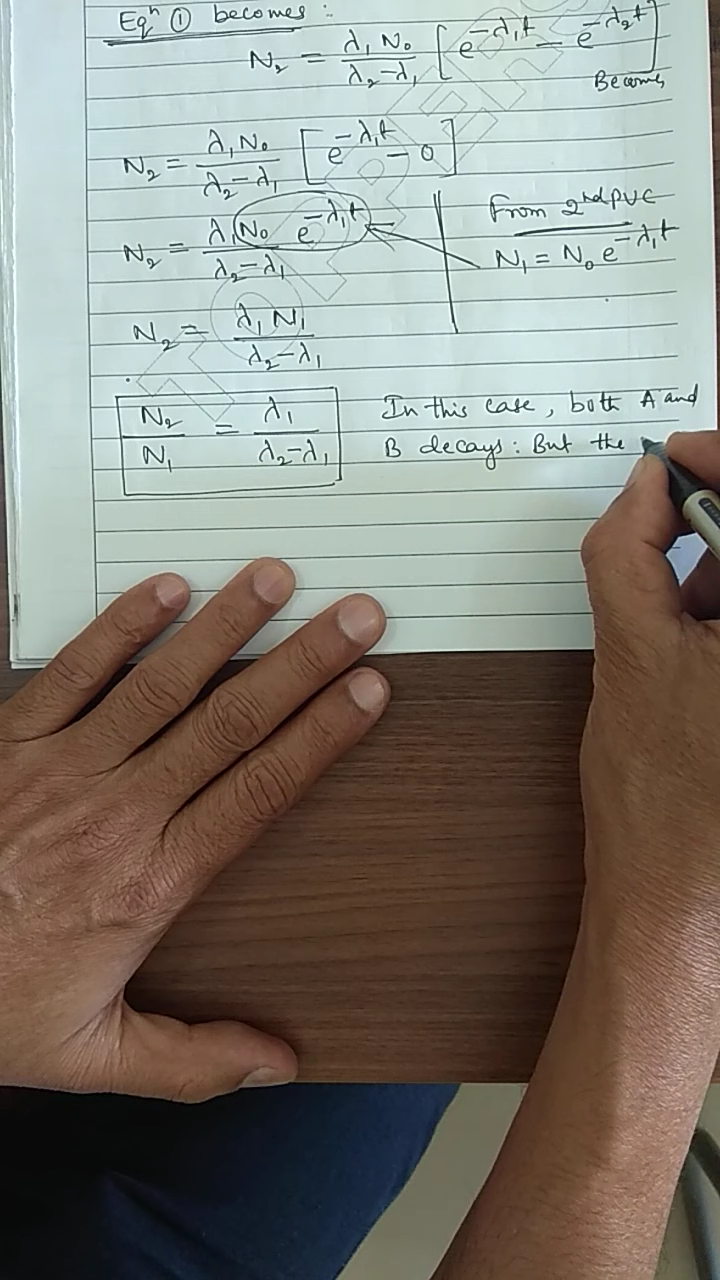 Eqⁿ ① becomes :
N₂ = λ₁ N₀ / λ₂-λ₁ [ e^-λ₁t - e^-λ₂t ]
Becomes
N₂ = λ₁ N₀ / λ₂-λ₁ [ e^-λ₁t - 0 ]
N₂ = λ₁ N₀ e^-λ₁t / λ₂-λ₁
From 2nd PVC
N₁ = N₀ e^-λ₁t
N₂ = λ₁ N₁ / λ₂-λ₁
N₂ / N₁ = λ₁ / λ₂-λ₁
In this case, both A and
B decays : But the